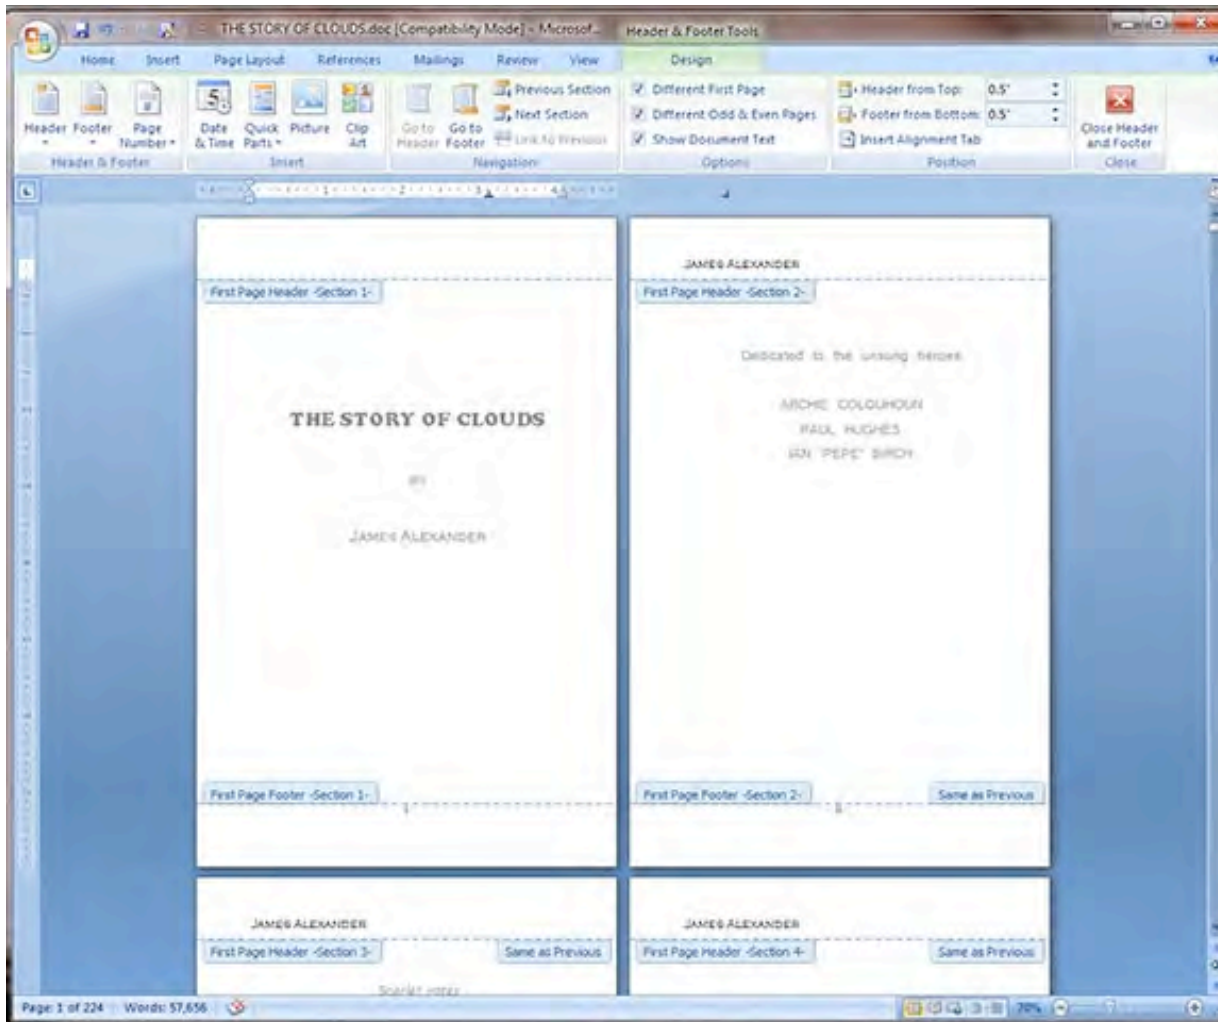 THE STORY OF CLOUDS.doc [Compatibility Mode] - Microsof...
Header & Footer Tools
Home Insert Page Layout References Mailings Review View Design
Header Footer Page Number
Date & Time Quick Parts Picture Clip Art
Go to Header Go to Footer
Previous Section
Next Section
Link to Previous
Different First Page
Different Odd & Even Pages
Show Document Text
Header from Top: 0.5"
Footer from Bottom: 0.5"
Insert Alignment Tab
Close Header and Footer
Header & Footer Insert Navigation Options Position Close
First Page Header -Section 1-
THE STORY OF CLOUDS
BY
JAMES ALEXANDER
First Page Footer -Section 1-
JAMES ALEXANDER
First Page Header -Section 2-
Dedicated to the unsung heroes
ARCHIE COLQUHOUN
PAUL HUGHES
IAN "PEPE" BIRCH
First Page Footer -Section 2- Same as Previous
JAMES ALEXANDER
First Page Header -Section 3- Same as Previous
JAMES ALEXANDER
First Page Header -Section 4- Same as Previous
Page: 1 of 224 Words: 57,656 70%